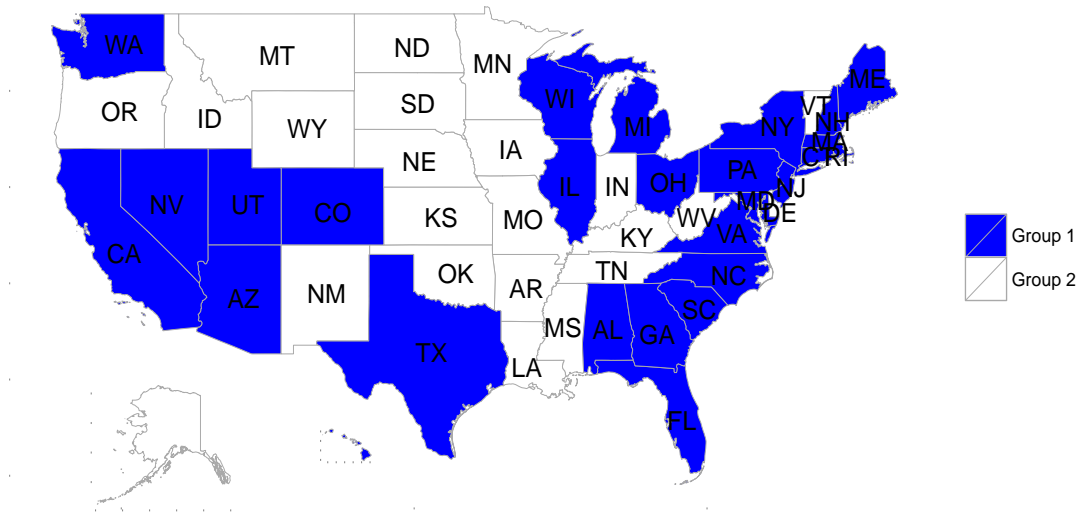 WA
MT
ND
MN
OR
ID
SD
WI
MI
VT
ME
NH
WY
NY
MA
CT
RI
IA
NE
PA
NV
UT
CO
IL
IN
OH
NJ
MD
DE
KS
MO
WV
VA
KY
CA
OK
TN
NC
AZ
NM
AR
SC
MS
AL
GA
TX
LA
FL
Group 1
Group 2